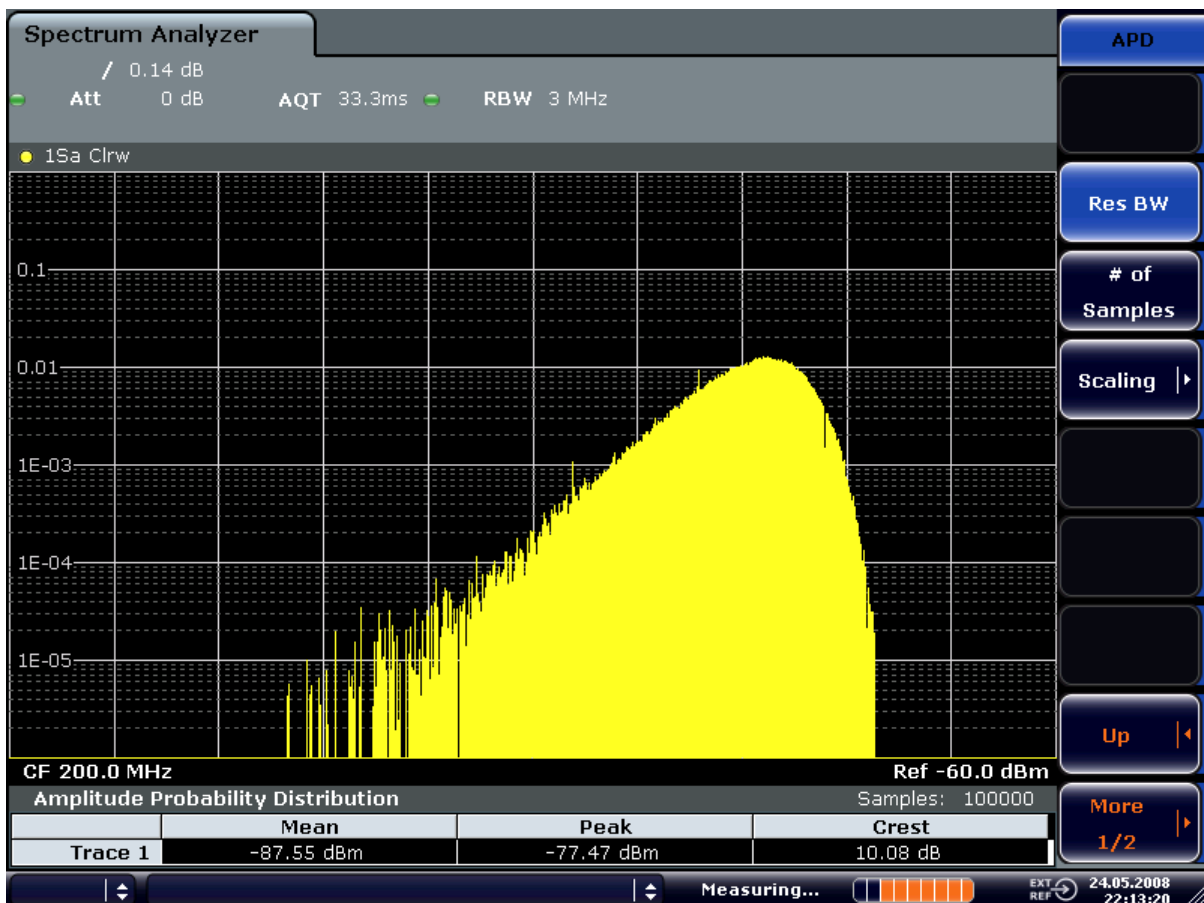 Spectrum Analyzer
/ 0.14 dB
Att 0 dB AQT 33.3ms RBW 3 MHz
1Sa Clrw
0.1
0.01
1E-03
1E-04
1E-05
CF 200.0 MHz Ref -60.0 dBm
Amplitude Probability Distribution Samples: 100000
Mean Peak Crest
Trace 1 -87.55 dBm -77.47 dBm 10.08 dB
Measuring... EXT REF 24.05.2008 22:13:20
APD
Res BW
# of
Samples
Scaling
Up
More
1/2